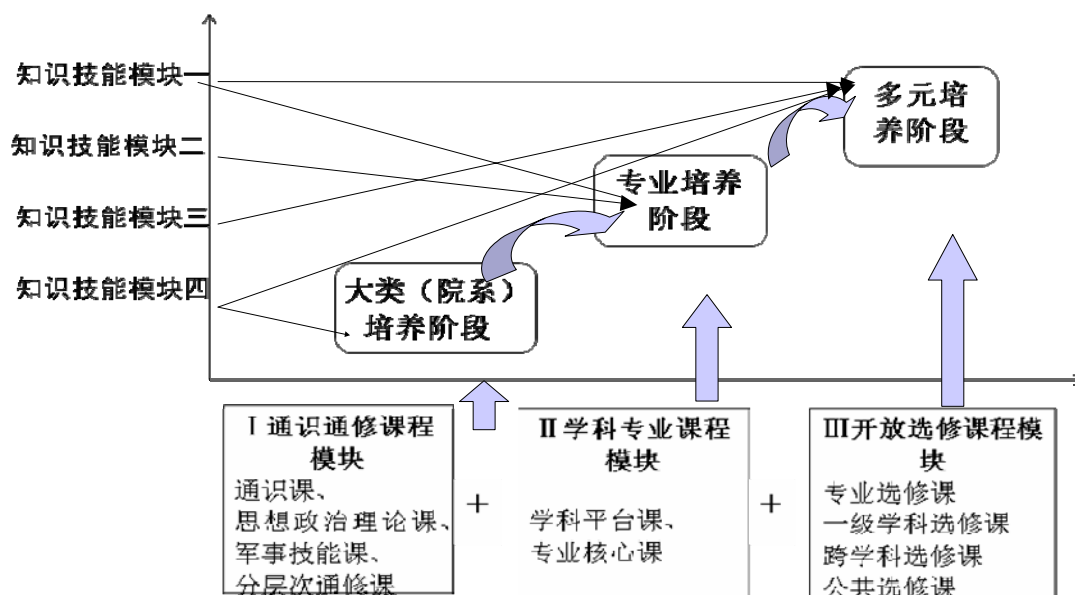 知识技能模块一
知识技能模块二
知识技能模块三
知识技能模块四
多元培
养阶段
专业培养
阶段
大类（院系）
培养阶段
Ⅰ通识通修课程
模块
通识课、
思想政治理论课、
军事技能课、
分层次通修课
+
Ⅱ学科专业课程
模块
学科平台课、
专业核心课
+
Ⅲ开放选修课程模
块
专业选修课
一级学科选修课
跨学科选修课
公共选修课